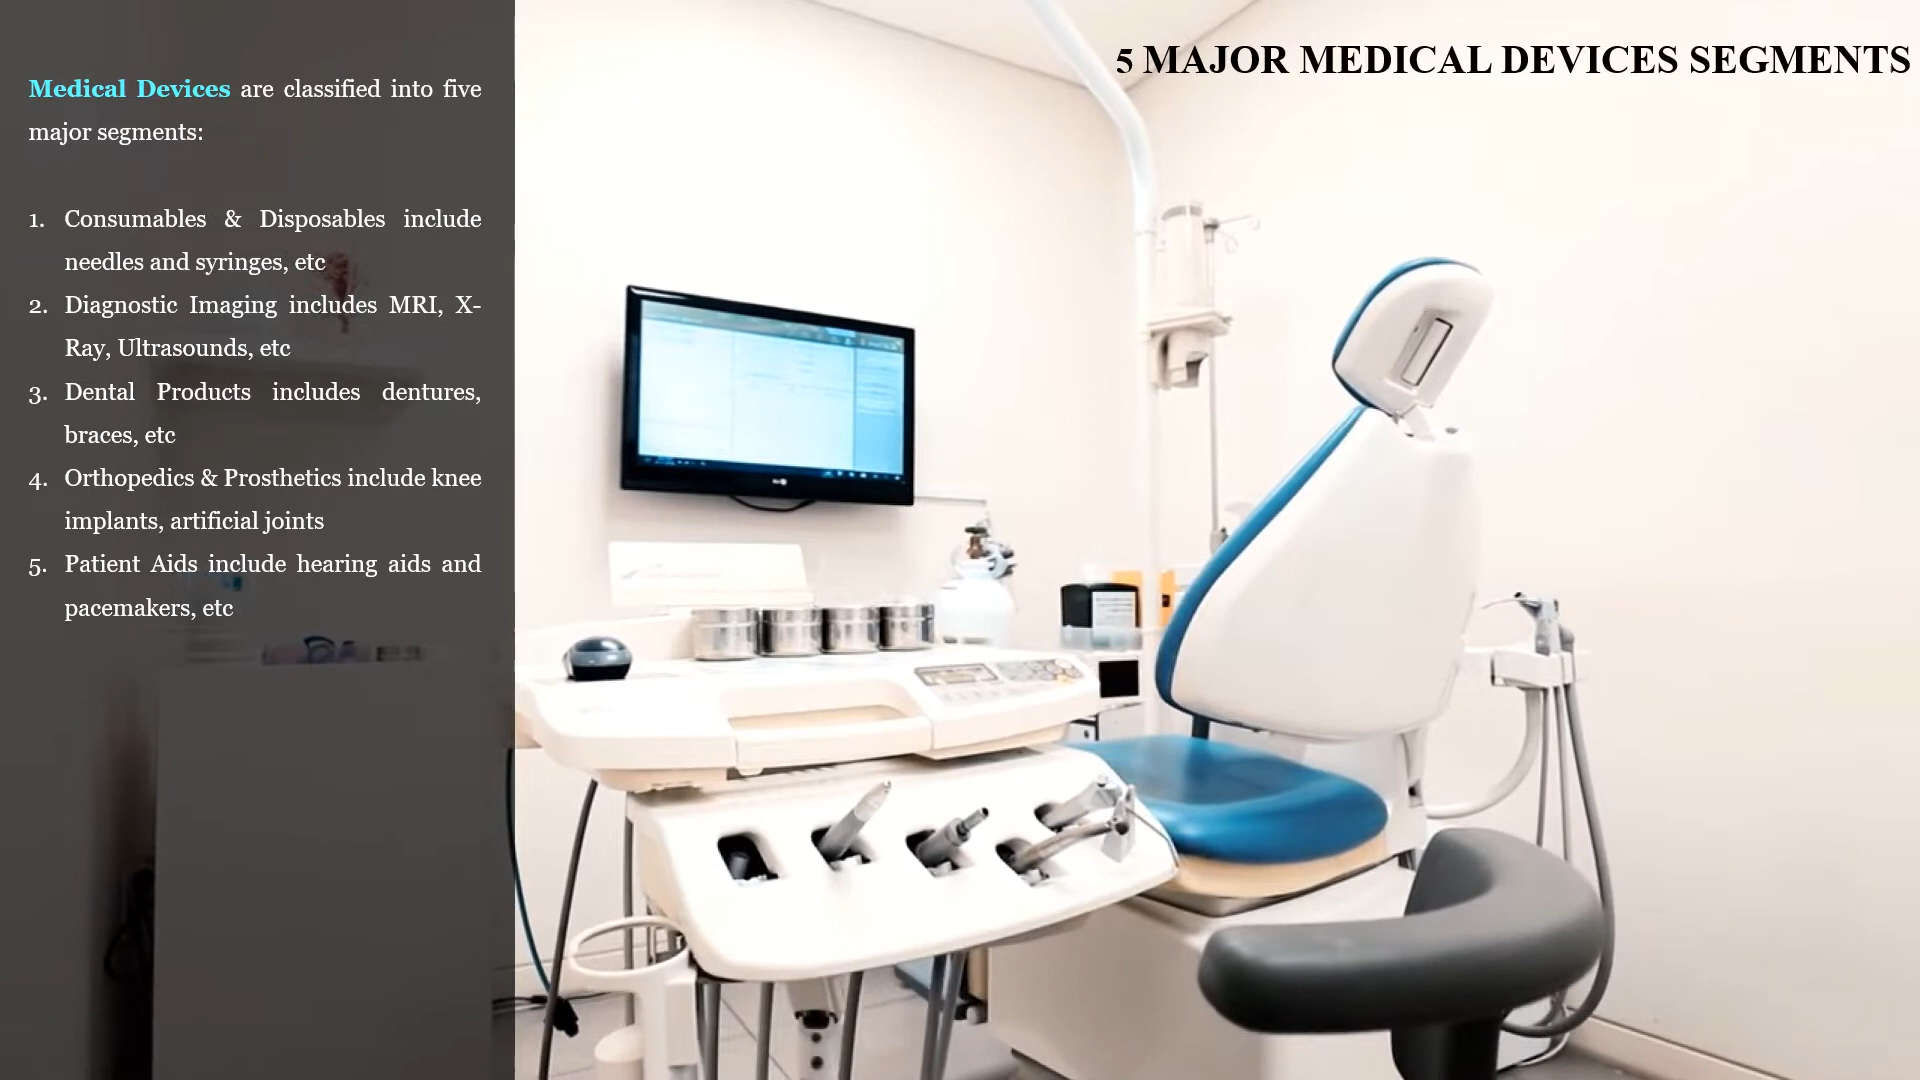 5 MAJOR MEDICAL DEVICES SEGMENTS
Medical Devices are classified into five
major segments:
1. Consumables & Disposables include
needles and syringes, etc
2. Diagnostic Imaging includes MRI, X-
Ray, Ultrasounds, etc
3. Dental Products includes dentures,
braces, etc
4. Orthopedics & Prosthetics include knee
implants, artificial joints
5. Patient Aids include hearing aids and
pacemakers, etc